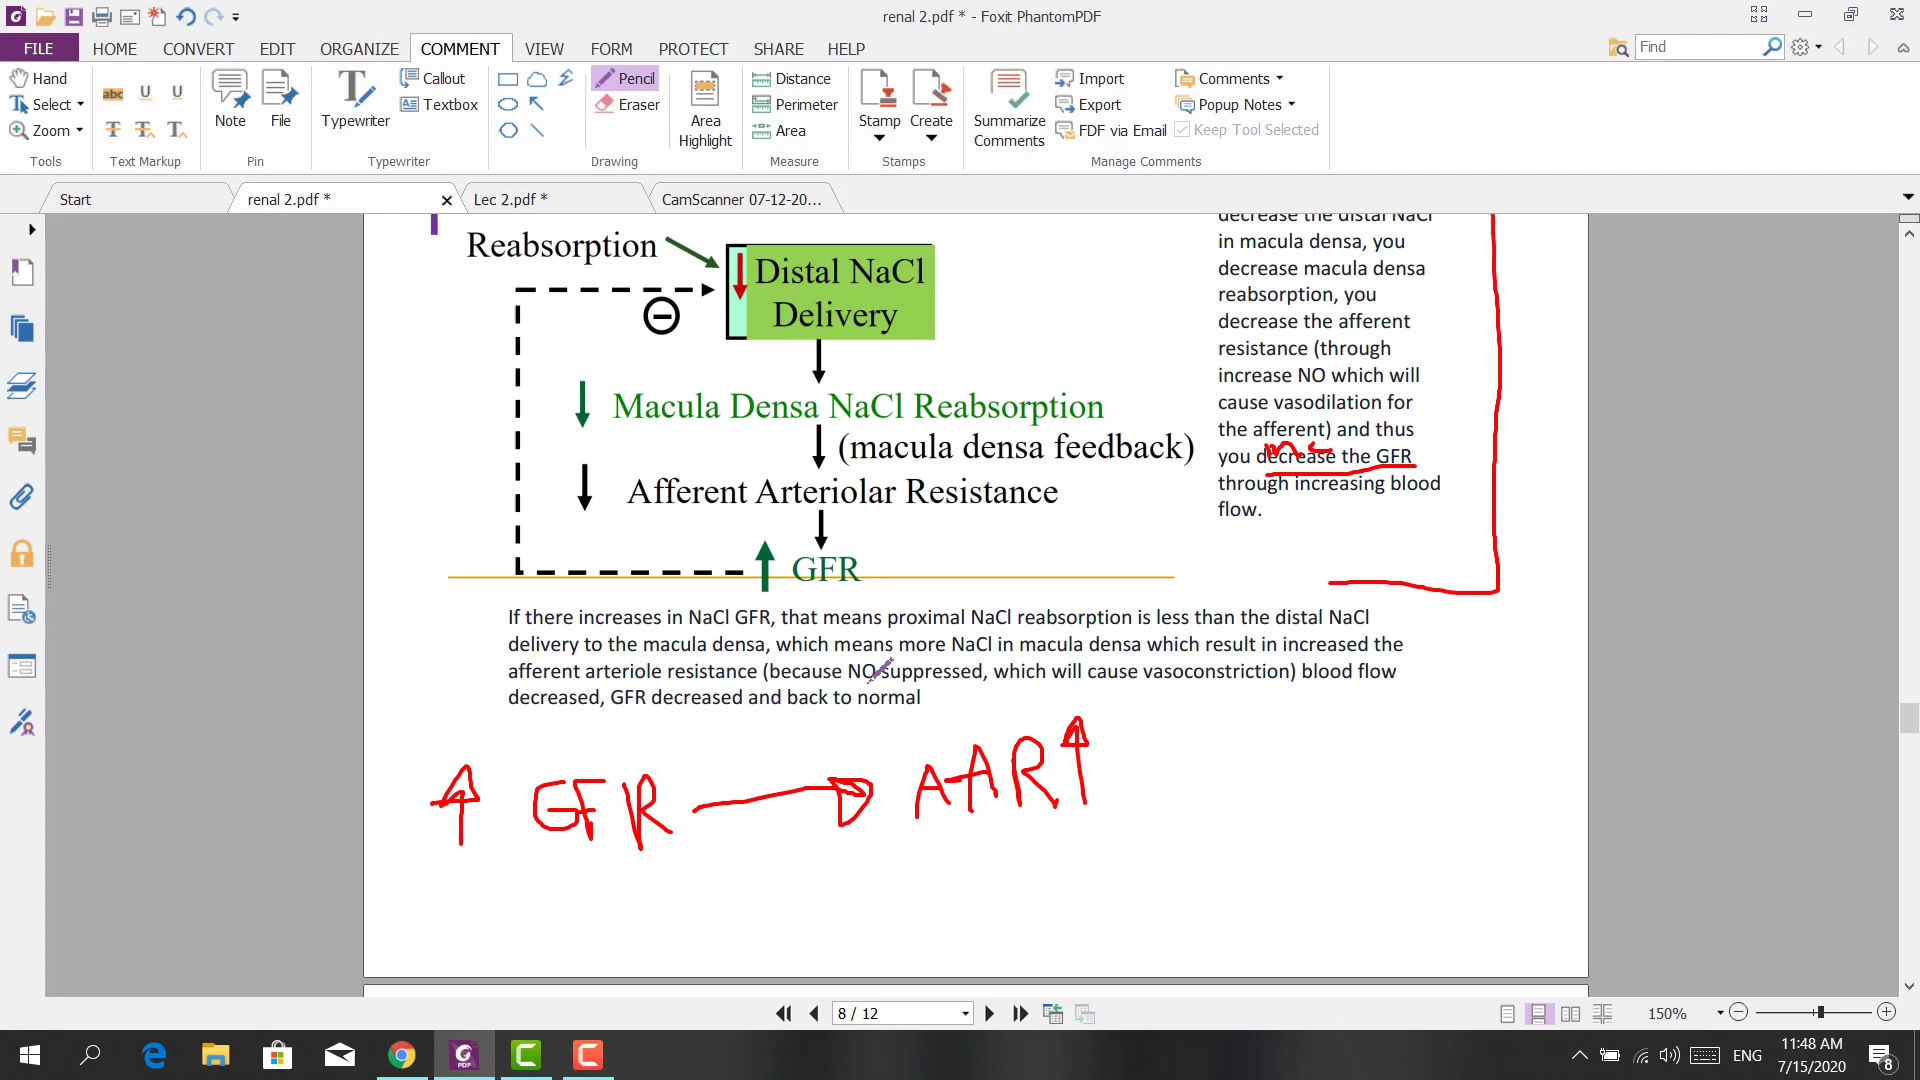 renal 2.pdf * - Foxit PhantomPDF
FILE HOME CONVERT EDIT ORGANIZE COMMENT VIEW FORM PROTECT SHARE HELP
Find
Hand
Select
Zoom
Tools
abc U U
T T T
Text Markup
Note
File
Pin
Typewriter
Callout
Textbox
Typewriter
Pencil
Eraser
Drawing
Area
Highlight
Distance
Perimeter
Area
Measure
Stamp
Create
Stamps
Summarize
Comments
Import
Export
FDF via Email
Comments
Popup Notes
Keep Tool Selected
Manage Comments
Start
renal 2.pdf *
Lec 2.pdf *
CamScanner 07-12-20...
Reabsorption
Distal NaCl
Delivery
Macula Densa NaCl Reabsorption
(macula densa feedback)
Afferent Arteriolar Resistance
GFR
decrease the distal NaCl
in macula densa, you
decrease macula densa
reabsorption, you
decrease the afferent
resistance (through
increase NO which will
cause vasodilation for
the afferent) and thus
you decrease the GFR
through increasing blood
flow.
If there increases in NaCl GFR, that means proximal NaCl reabsorption is less than the distal NaCl
delivery to the macula densa, which means more NaCl in macula densa which result in increased the
afferent arteriole resistance (because NO suppressed, which will cause vasoconstriction) blood flow
decreased, GFR decreased and back to normal
↑ GFR → AAR ↑
8 / 12
150%
ENG
11:48 AM
7/15/2020
8